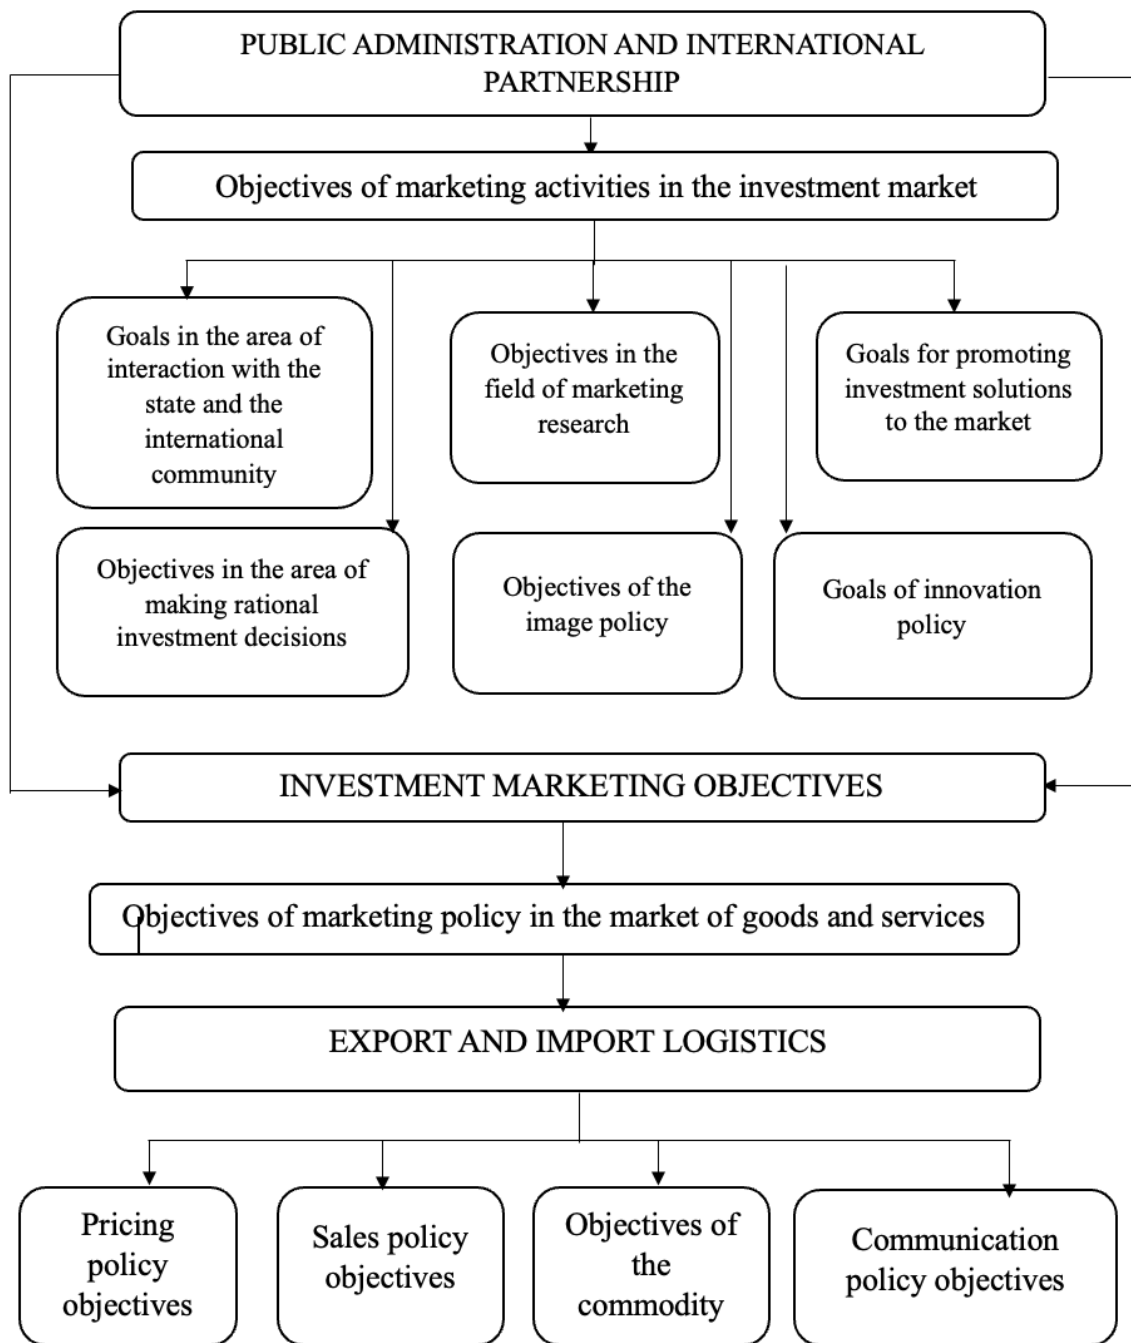 PUBLIC ADMINISTRATION AND INTERNATIONAL
PARTNERSHIP
Objectives of marketing activities in the investment market
Goals in the area of
interaction with the
state and the
international
community
Objectives in the
field of marketing
research
Goals for promoting
investment solutions
to the market
Objectives in the area of
making rational
investment decisions
Objectives of the
image policy
Goals of innovation
policy
INVESTMENT MARKETING OBJECTIVES
Objectives of marketing policy in the market of goods and services
EXPORT AND IMPORT LOGISTICS
Pricing
policy
objectives
Sales policy
objectives
Objectives of
the
commodity
Communication
policy objectives